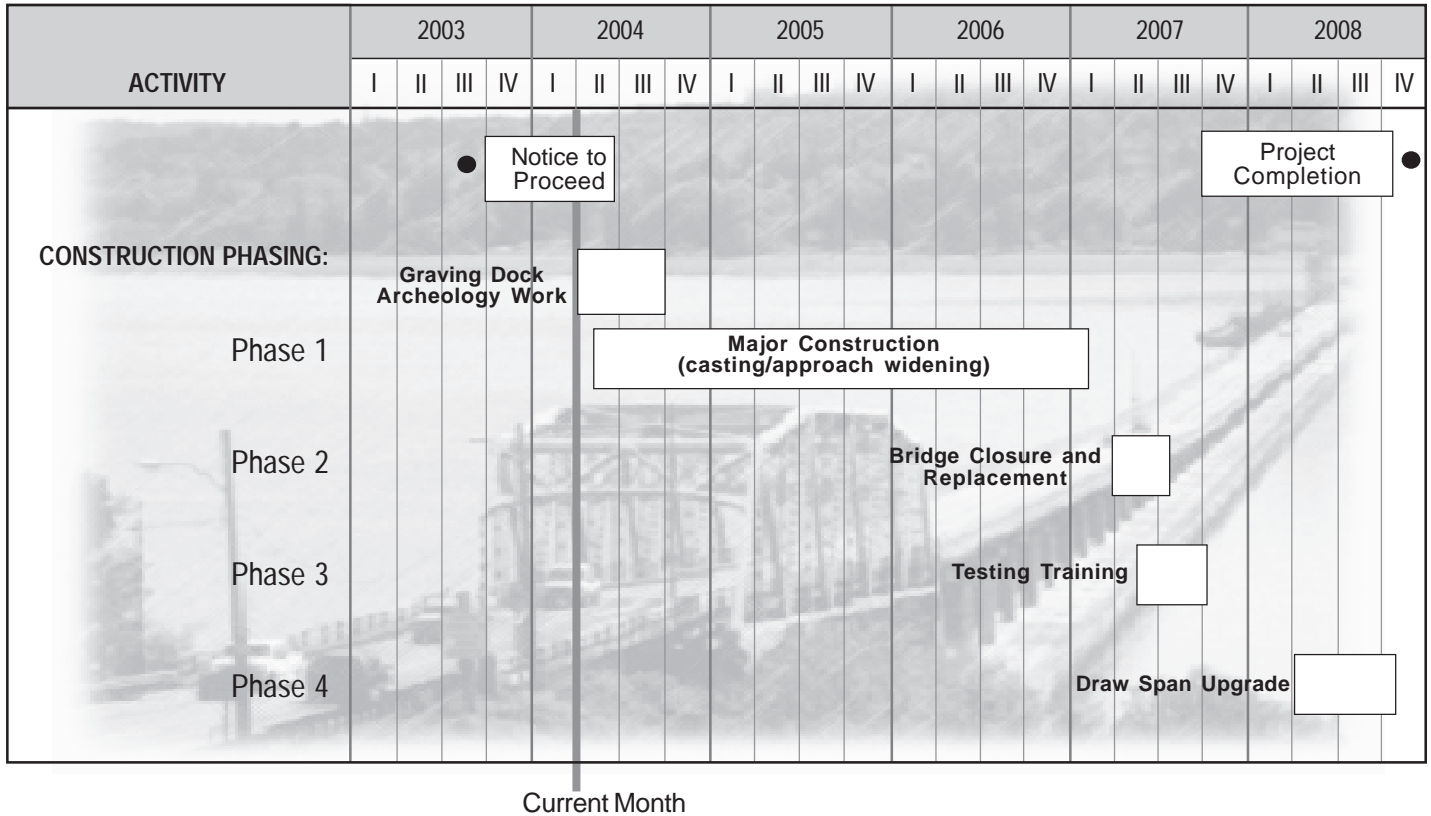 2003 2004 2005 2006 2007 2008
ACTIVITY I II III IV I II III IV I II III IV I II III IV I II III IV I II III IV
Notice to
Proceed
Project
Completion
CONSTRUCTION PHASING:
Graving Dock
Archeology Work
Phase 1
Major Construction
(casting/approach widening)
Phase 2
Bridge Closure and
Replacement
Phase 3
Testing Training
Phase 4
Draw Span Upgrade
Current Month